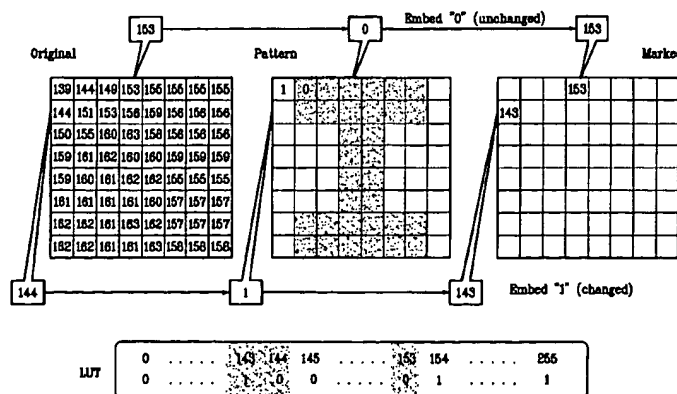 153 0 Embed "0" (unchanged) 153
Original Pattern Marked
139 144 149 153 155 155 155 155 1 0 153
144 151 153 156 159 156 156 156 143
150 155 160 163 158 156 156 156
159 161 162 160 160 159 159 159
159 160 161 162 162 155 155 155
161 161 161 161 160 157 157 157
162 162 161 163 162 157 157 157
162 162 161 161 163 158 158 158
144 1 143 Embed "1" (changed)
0 ..... 143 144 145 ..... 153 154 ..... 255
LUT
0 ..... 1 0 0 ..... 0 1 ..... 1